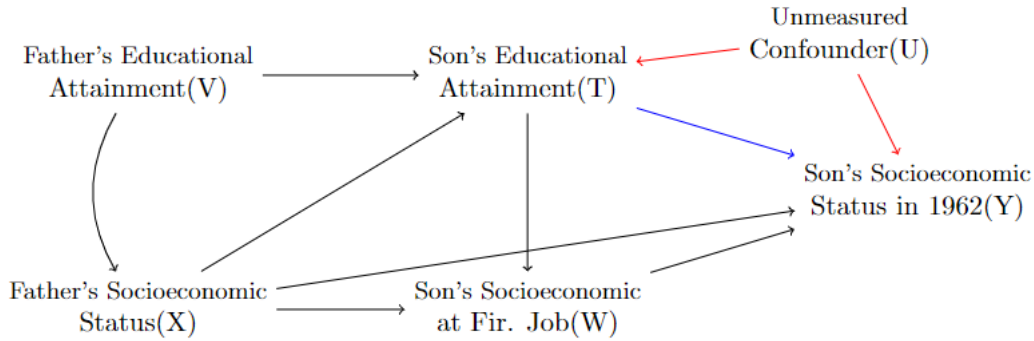 Unmeasured
Confounder(U)
Father's Educational
Attainment(V)
Son's Educational
Attainment(T)
Son's Socioeconomic
Status in 1962(Y)
Father's Socioeconomic
Status(X)
Son's Socioeconomic
at Fir. Job(W)